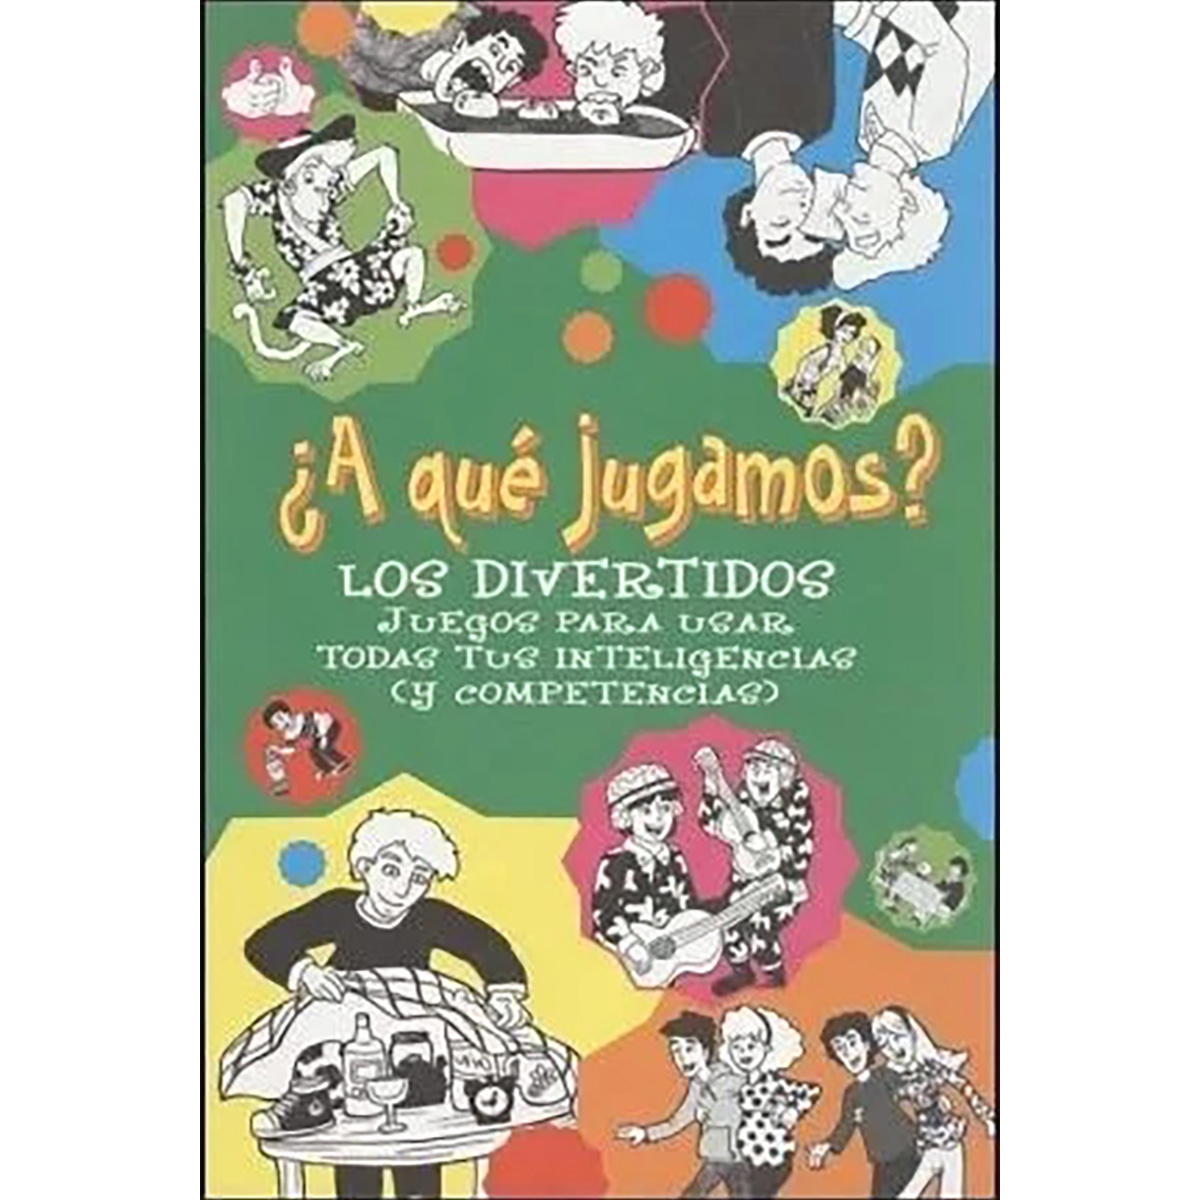 ¿A qué jugamos?
LOS DIVERTIDOS
JUEGOS PARA USAR
TODAS TUS INTELIGENCIAS
(Y COMPETENCIAS)